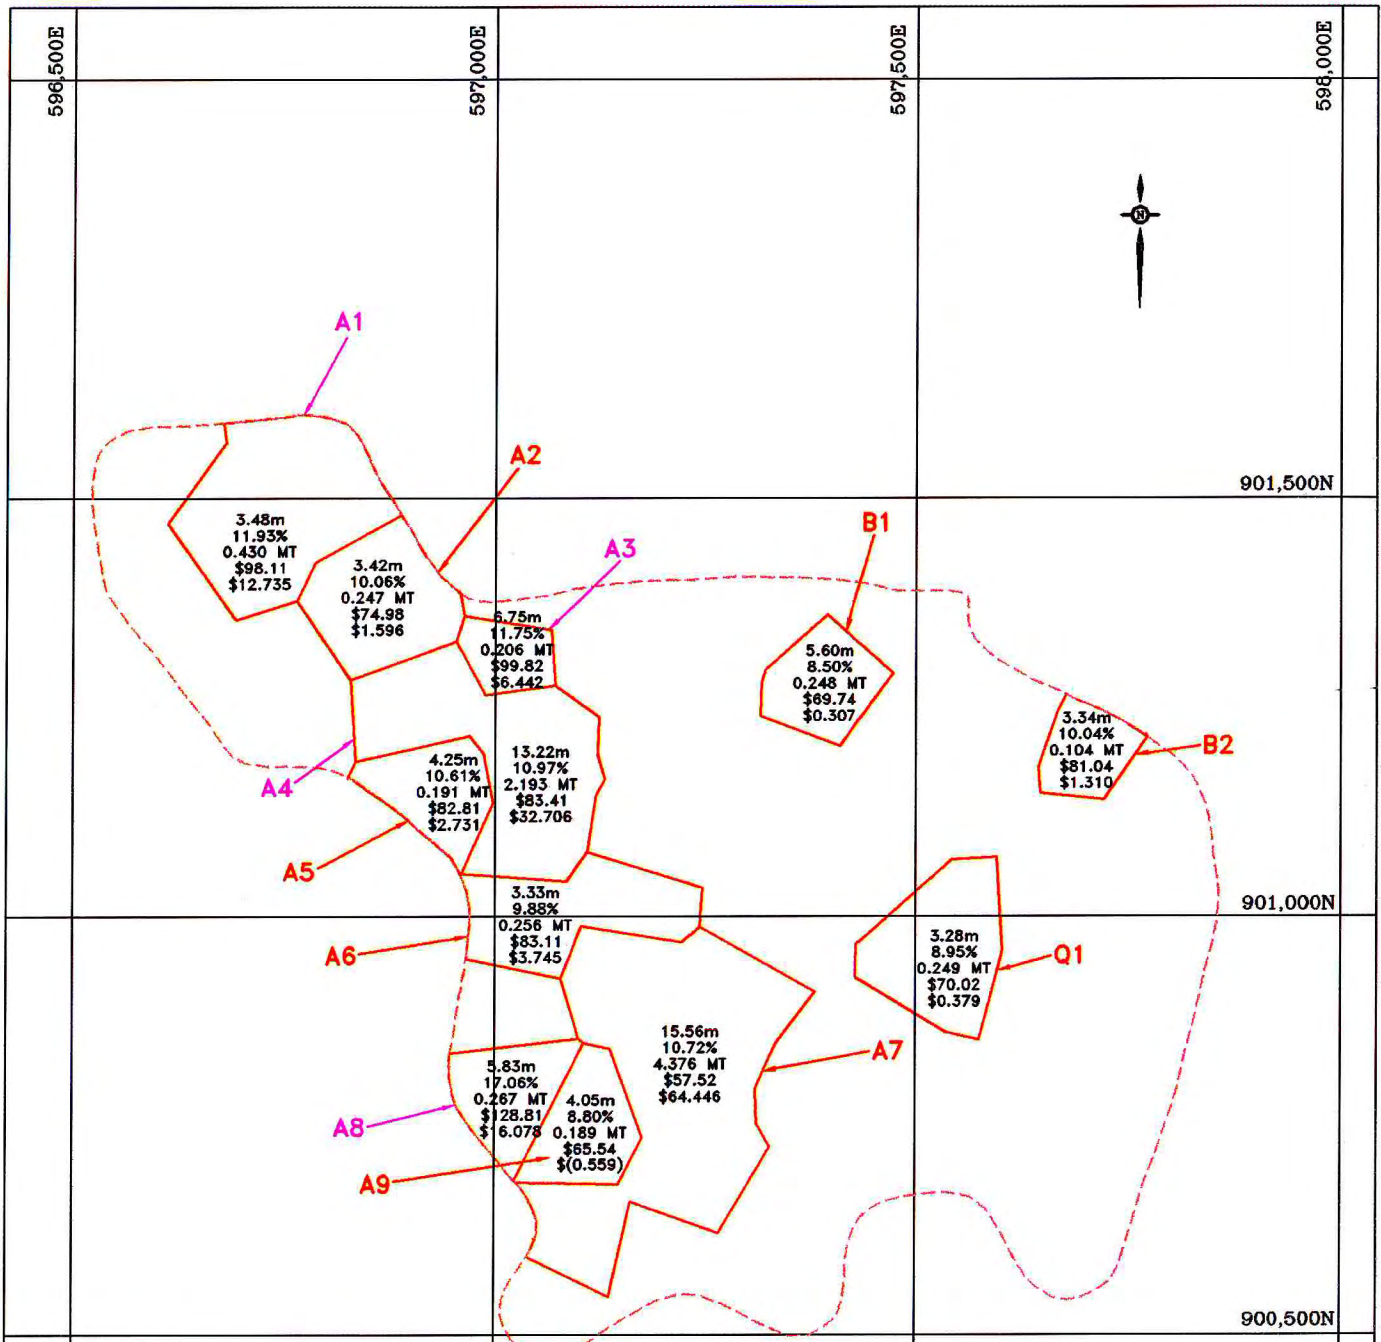 596,500E
597,000E
597,500E
598,000E
N
A1
A2
901,500N
3.48m
11.93%
0.430 MT
$98.11
$12.735
3.42m
10.06%
0.247 MT
$74.98
$1.596
A3
6.75m
11.75%
0.206 MT
$99.82
$6.442
B1
5.60m
8.50%
0.248 MT
$69.74
$0.307
3.34m
10.04%
0.104 MT
$81.04
$1.310
B2
A4
4.25m
10.61%
0.191 MT
$82.81
$2.731
13.22m
10.97%
2.193 MT
$83.41
$32.706
A5
3.33m
9.88%
0.256 MT
$83.11
$3.745
901,000N
A6
3.28m
8.95%
0.249 MT
$70.02
$0.379
Q1
15.56m
10.72%
4.376 MT
$57.52
$64.446
A7
5.83m
17.06%
0.267 MT
$128.81
$16.078
A8
4.05m
8.80%
0.189 MT
$65.54
$(0.559)
A9
900,500N